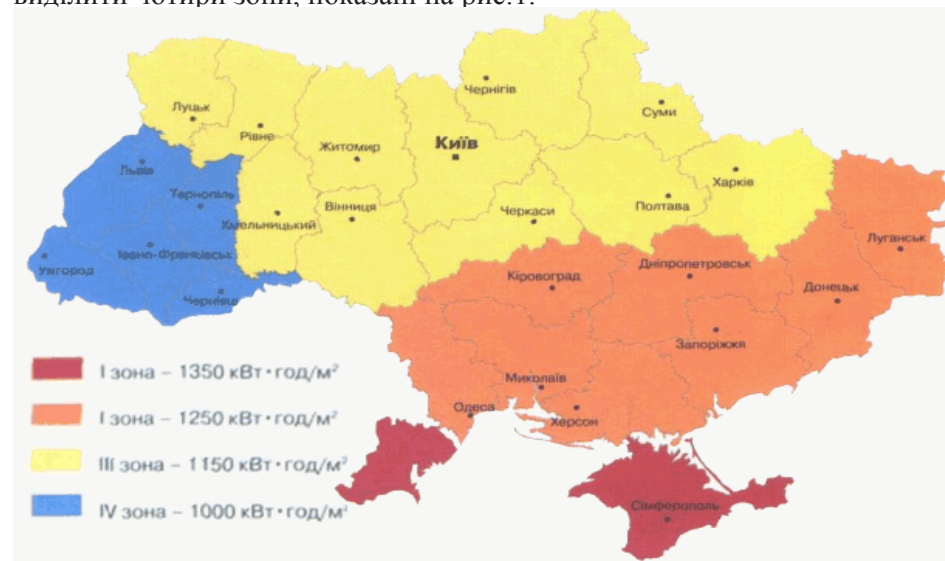 виділити чотири зони, показані на рис.1.
Чернігів
Луцьк
Рівне
Суми
Житомир
Київ
Львів
Харків
Тернопіль
Вінниця
Полтава
Хмельницький
Черкаси
Івано-Франківськ
Луганськ
Ужгород
Кіровоград
Дніпропетровськ
Чернівці
Донецьк
Запоріжжя
Миколаїв
Одеса
Херсон
Сімферополь
І зона – 1350 кВт·год/м²
І зона – 1250 кВт·год/м²
ІІІ зона – 1150 кВт·год/м²
IV зона – 1000 кВт·год/м²